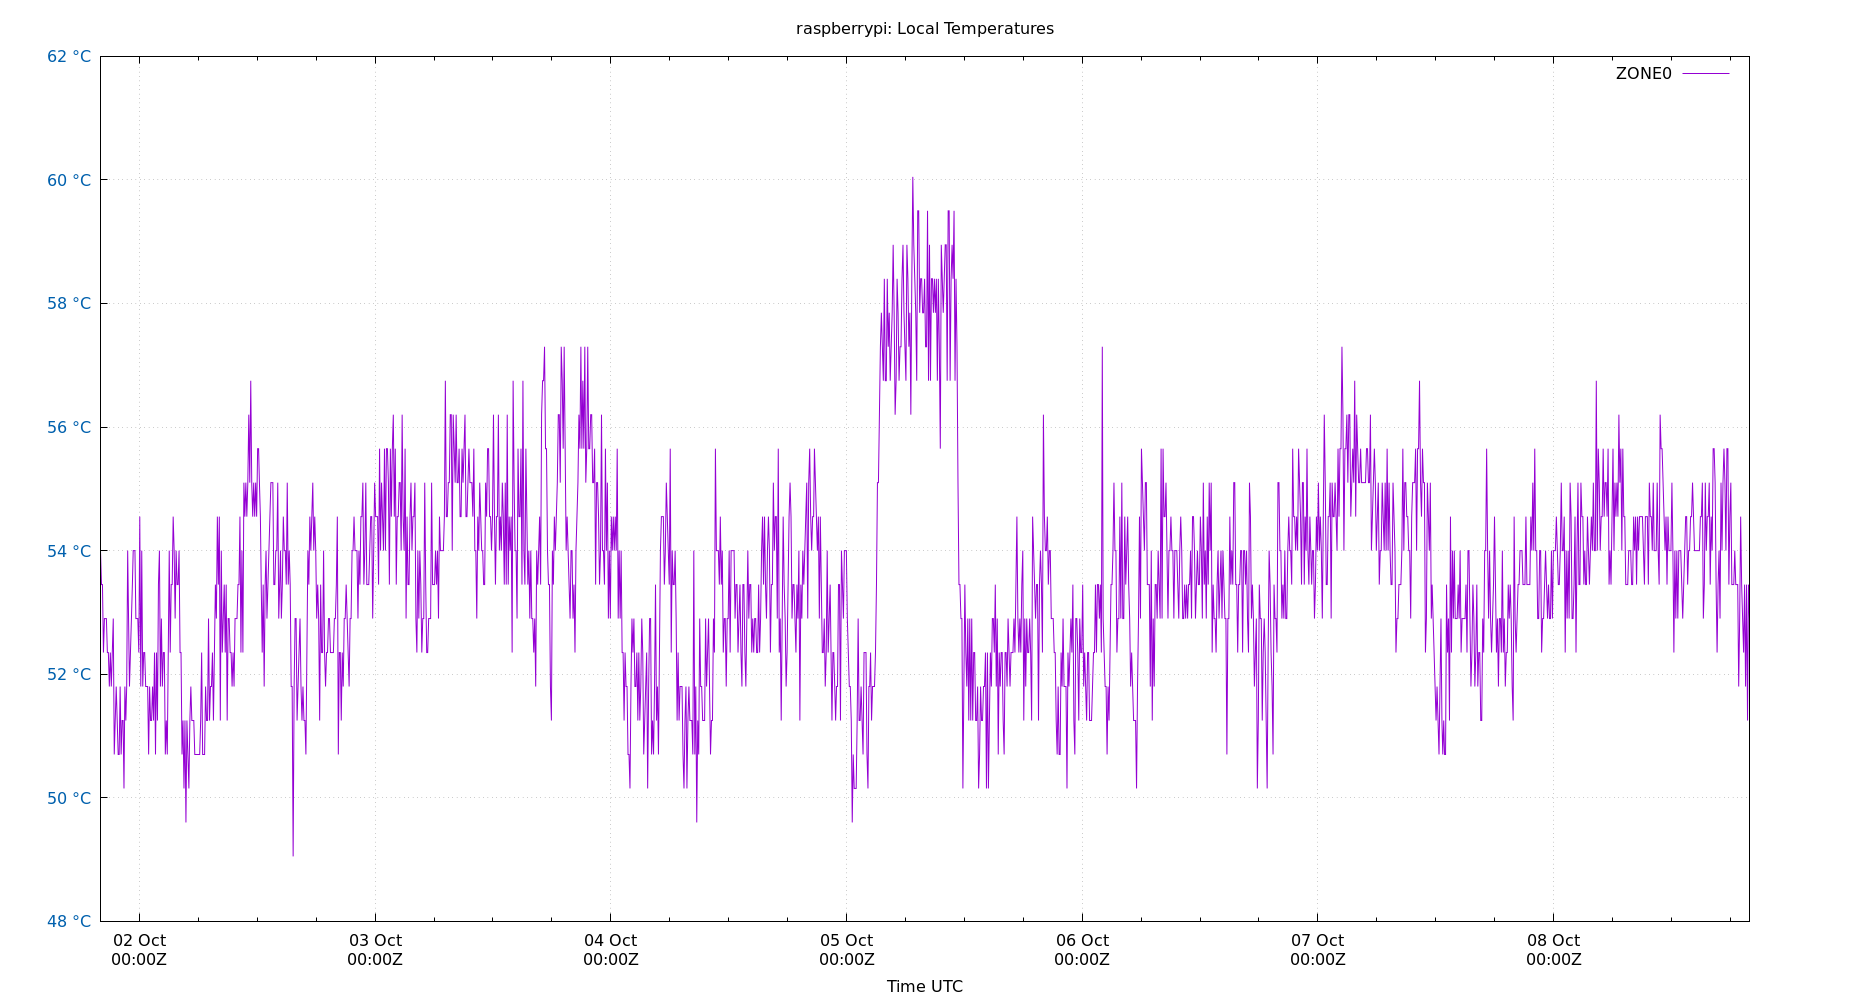 raspberrypi: Local Temperatures
62 °C
ZONE0
60 °C
58 °C
56 °C
54 °C
52 °C
50 °C
48 °C
02 Oct 03 Oct 04 Oct 05 Oct 06 Oct 07 Oct 08 Oct
00:00Z 00:00Z 00:00Z 00:00Z 00:00Z 00:00Z 00:00Z
Time UTC